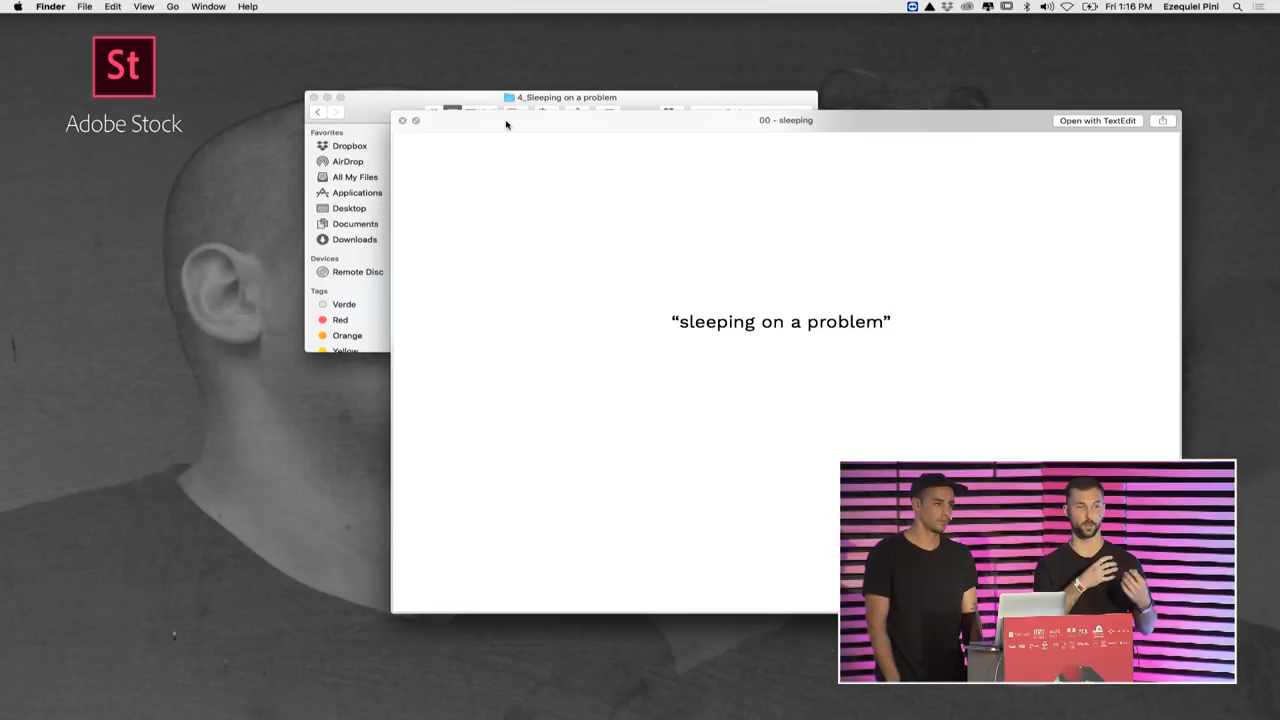 Finder File Edit View Go Window Help Fri 1:16 PM Ezequiel Pini
St
Adobe Stock
4_Sleeping on a problem
00 - sleeping
Open with TextEdit
Favorites
Dropbox
AirDrop
All My Files
Applications
Desktop
Documents
Downloads
Devices
Remote Disc
Tags
Verde
Red
Orange
Yellow
“sleeping on a problem”